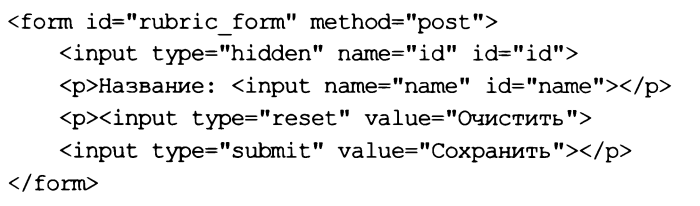 <form id="rubric_form" method="post">
    <input type="hidden" name="id" id="id">
    <p>Название: <input name="name" id="name"></p>
    <p><input type="reset" value="Очистить">
    <input type="submit" value="Сохранить"></p>
</form>